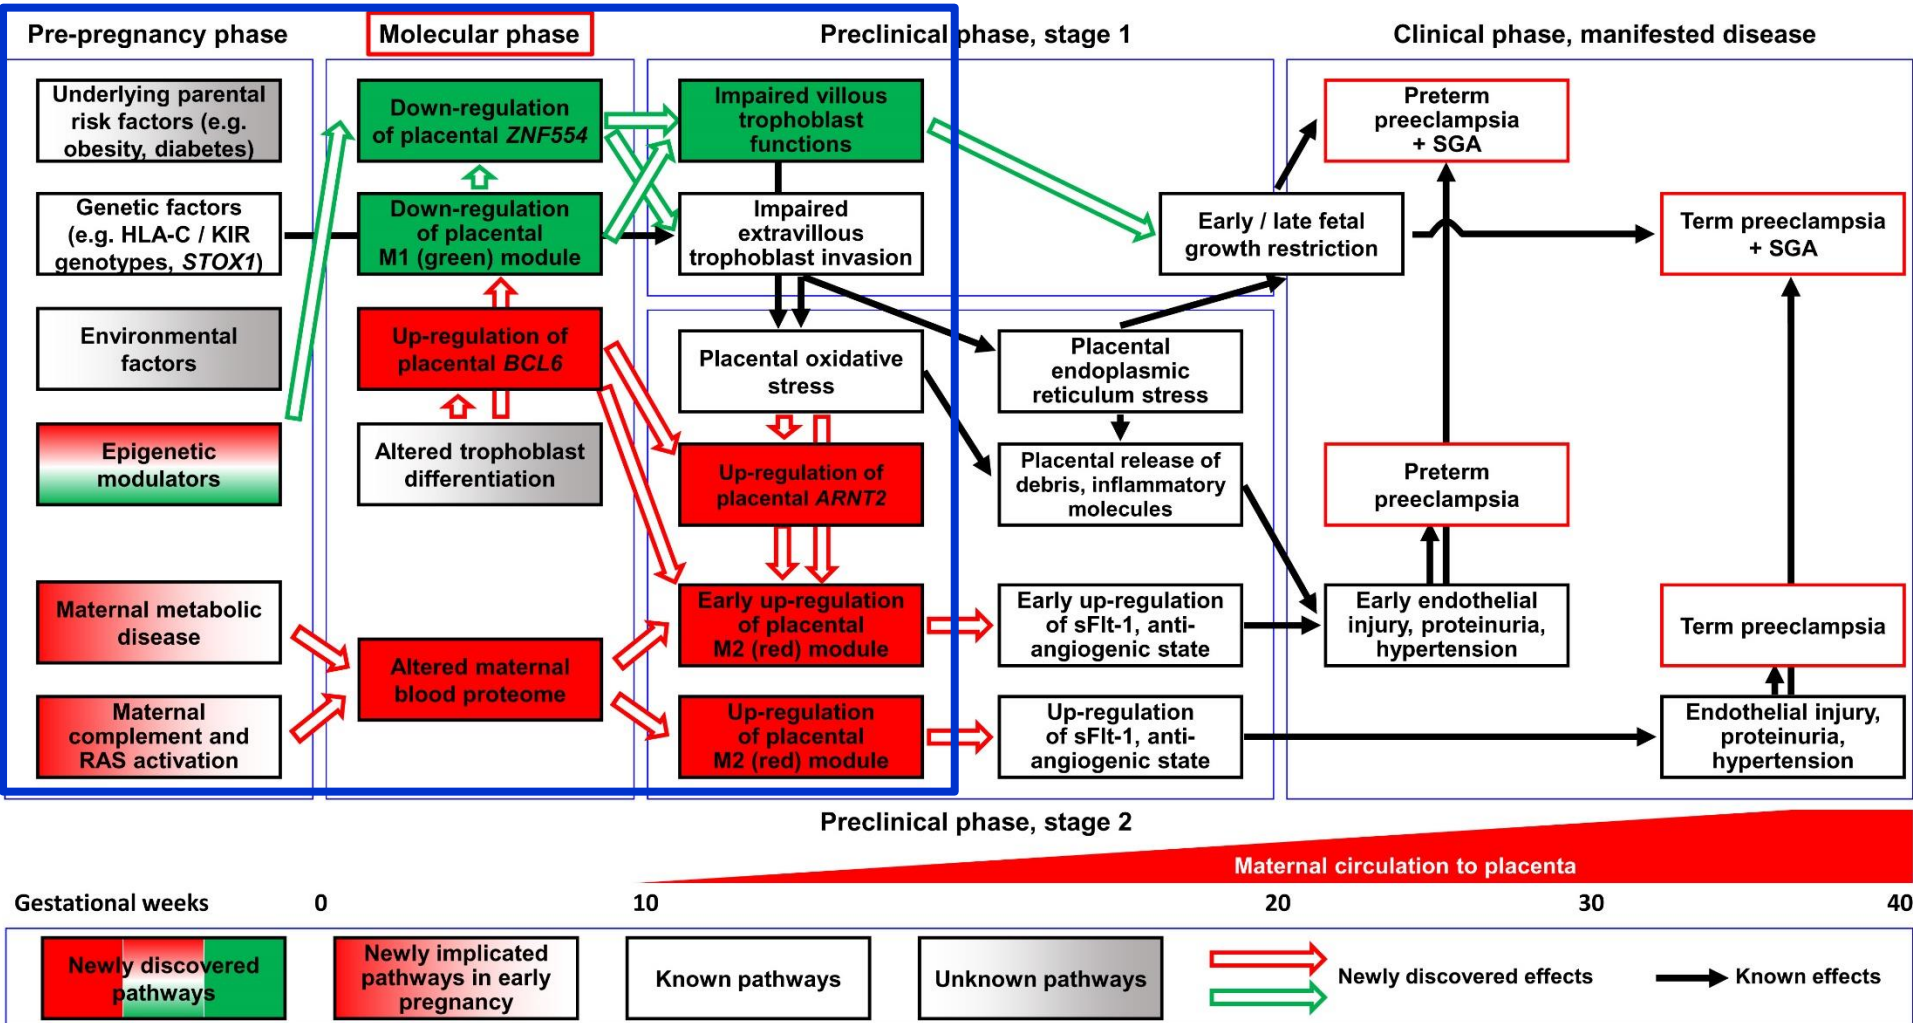 Pre-pregnancy phase
Molecular phase
Preclinical phase, stage 1
Clinical phase, manifested disease
Underlying parental
risk factors (e.g.
obesity, diabetes)
Genetic factors
(e.g. HLA-C / KIR
genotypes, STOX1)
Environmental
factors
Epigenetic
modulators
Maternal metabolic
disease
Maternal
complement and
RAS activation
Down-regulation
of placental ZNF554
Down-regulation
of placental
M1 (green) module
Up-regulation of
placental BCL6
Altered trophoblast
differentiation
Altered maternal
blood proteome
Impaired villous
trophoblast
functions
Impaired
extravillous
trophoblast invasion
Placental oxidative
stress
Up-regulation of
placental ARNT2
Early up-regulation
of placental
M2 (red) module
Up-regulation
of placental
M2 (red) module
Early / late fetal
growth restriction
Placental
endoplasmic
reticulum stress
Placental release of
debris, inflammatory
molecules
Early up-regulation
of sFlt-1, anti-
angiogenic state
Up-regulation
of sFlt-1, anti-
angiogenic state
Preterm
preeclampsia
+ SGA
Preterm
preeclampsia
Early endothelial
injury, proteinuria,
hypertension
Term preeclampsia
+ SGA
Term preeclampsia
Endothelial injury,
proteinuria,
hypertension
Preclinical phase, stage 2
Maternal circulation to placenta
Gestational weeks 0 10 20 30 40
Newly discovered
pathways
Newly implicated
pathways in early
pregnancy
Known pathways
Unknown pathways
Newly discovered effects
Known effects